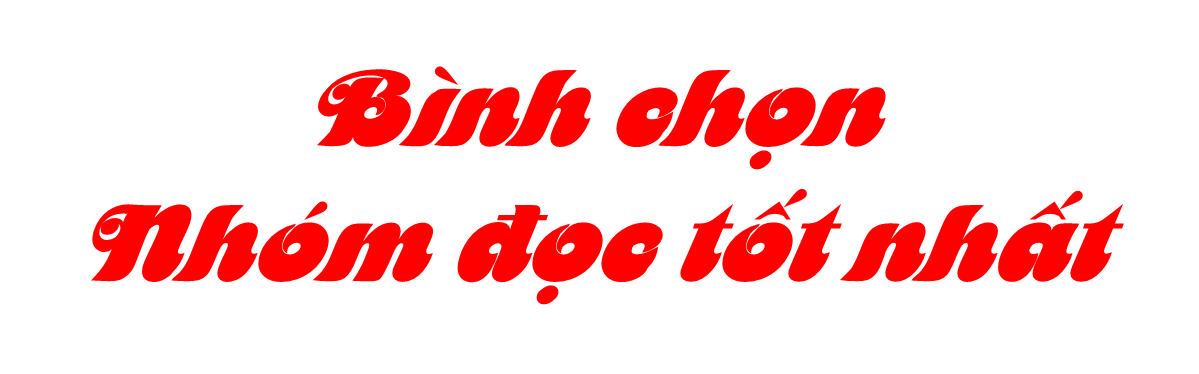 Bình chọn
Nhóm đọc tốt nhất